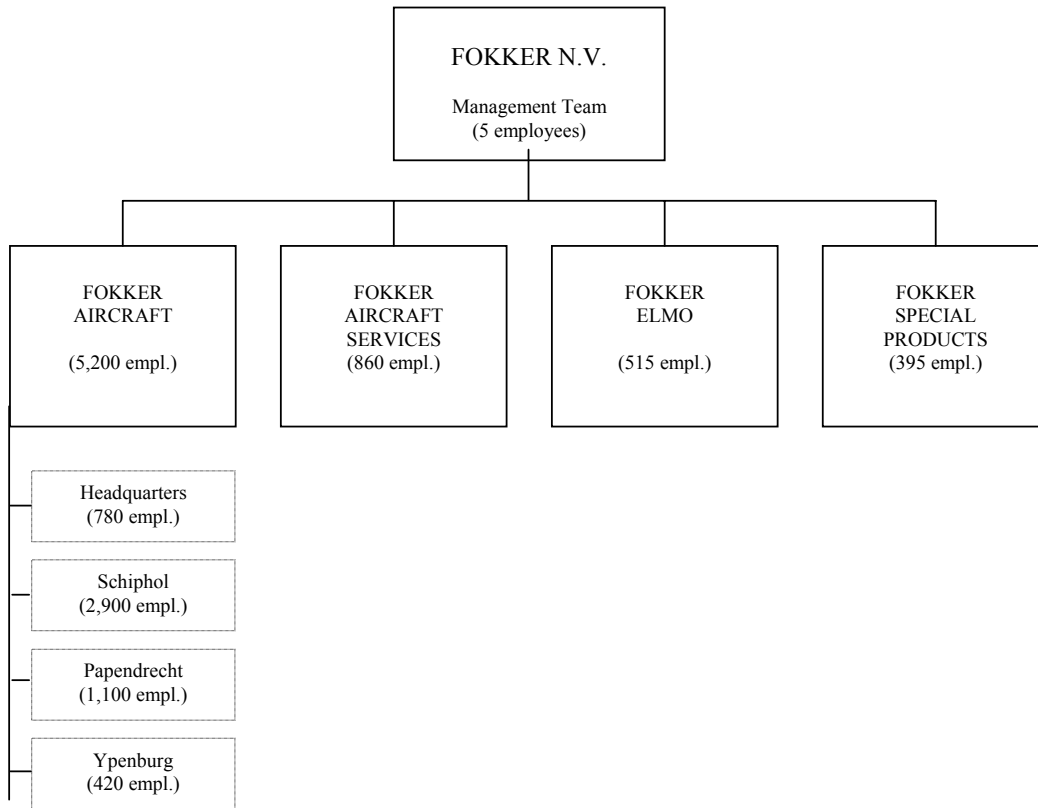 FOKKER N.V.
Management Team
(5 employees)
FOKKER
AIRCRAFT
(5,200 empl.)
FOKKER
AIRCRAFT
SERVICES
(860 empl.)
FOKKER
ELMO
(515 empl.)
FOKKER
SPECIAL
PRODUCTS
(395 empl.)
Headquarters
(780 empl.)
Schiphol
(2,900 empl.)
Papendrecht
(1,100 empl.)
Ypenburg
(420 empl.)